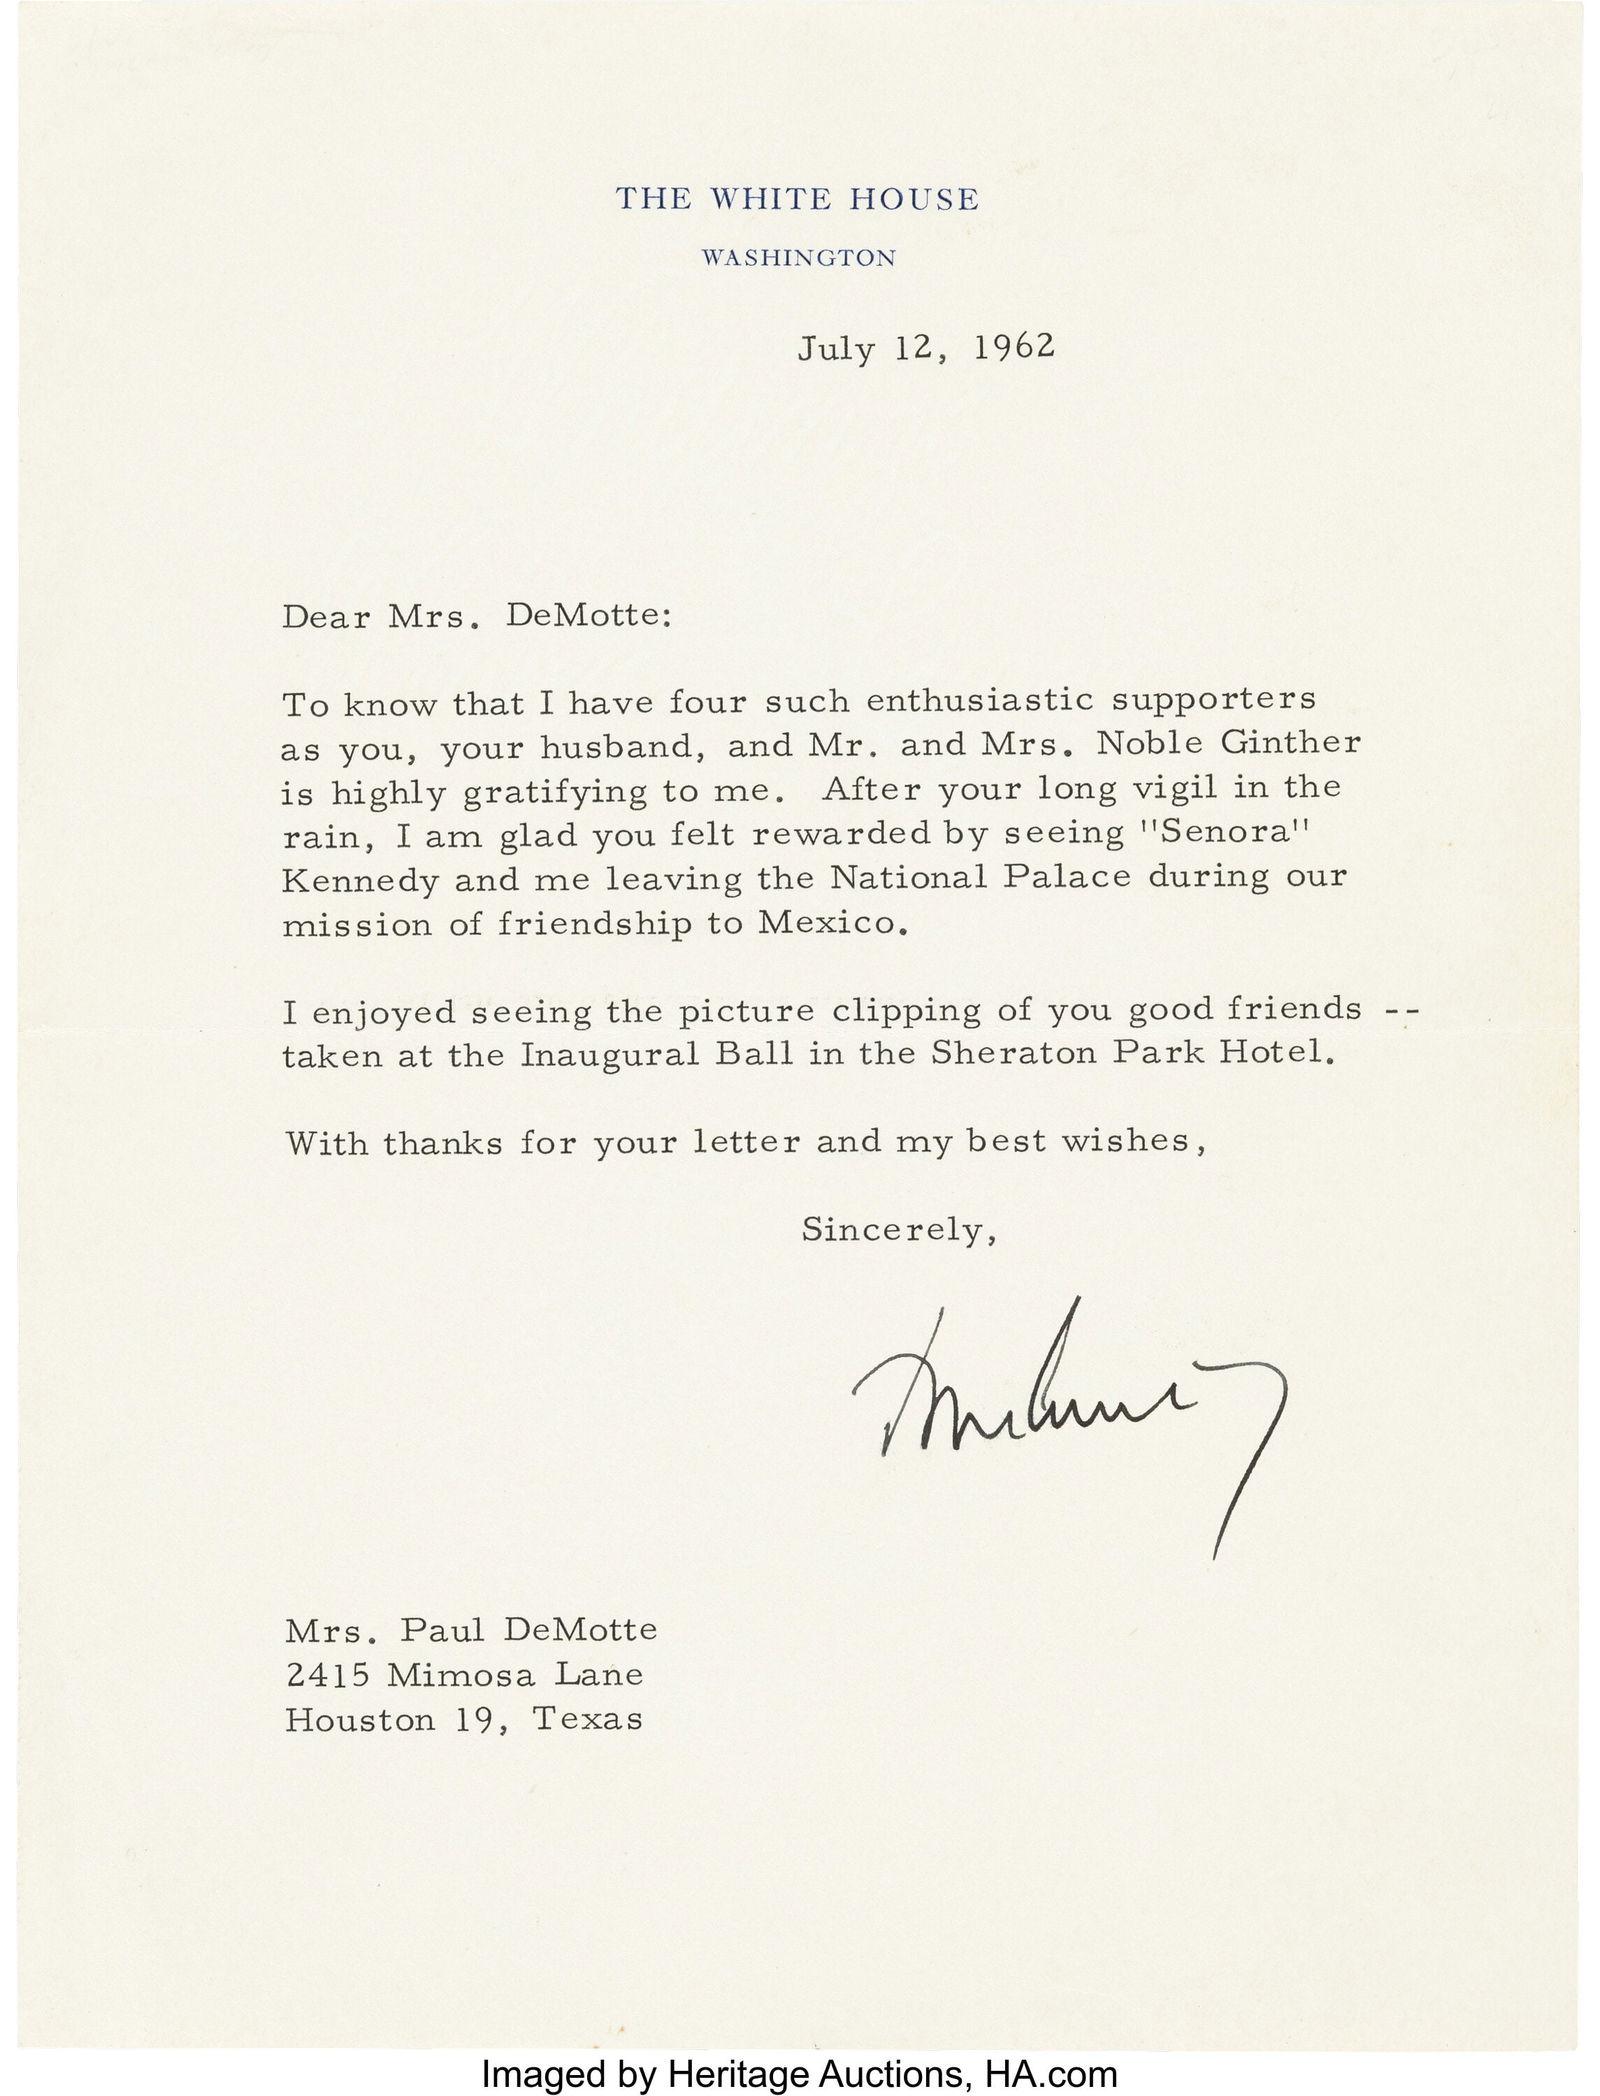 THE WHITE HOUSE
WASHINGTON
July 12, 1962
Dear Mrs. DeMotte:
To know that I have four such enthusiastic supporters
as you, your husband, and Mr. and Mrs. Noble Ginther
is highly gratifying to me. After your long vigil in the
rain, I am glad you felt rewarded by seeing "Senora"
Kennedy and me leaving the National Palace during our
mission of friendship to Mexico.
I enjoyed seeing the picture clipping of you good friends --
taken at the Inaugural Ball in the Sheraton Park Hotel.
With thanks for your letter and my best wishes,
Sincerely,
Mrs. Paul DeMotte
2415 Mimosa Lane
Houston 19, Texas
Imaged by Heritage Auctions, HA.com